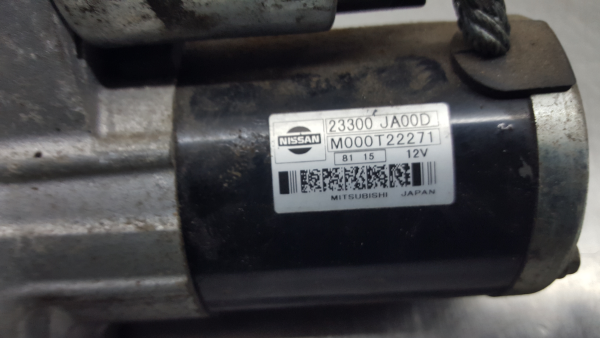 NISSAN
23300 JA00D
M000T22271
81 15 12V
MITSUBISHI JAPAN